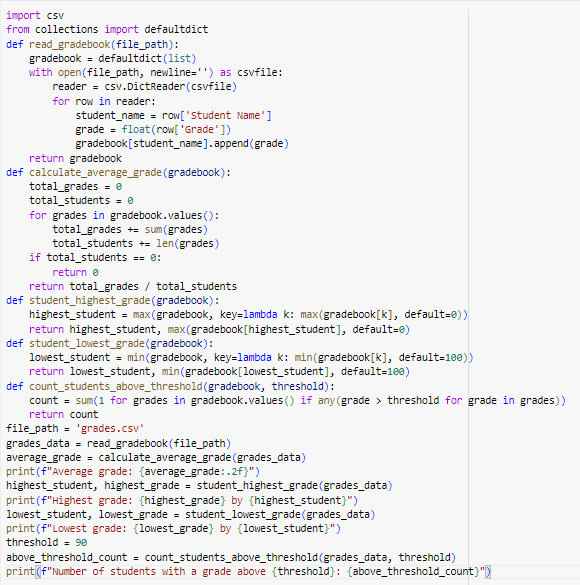 import csv
from collections import defaultdict
def read_gradebook(file_path):
    gradebook = defaultdict(list)
    with open(file_path, newline='') as csvfile:
        reader = csv.DictReader(csvfile)
        for row in reader:
            student_name = row['Student Name']
            grade = float(row['Grade'])
            gradebook[student_name].append(grade)
    return gradebook
def calculate_average_grade(gradebook):
    total_grades = 0
    total_students = 0
    for grades in gradebook.values():
        total_grades += sum(grades)
        total_students += len(grades)
    if total_students == 0:
        return 0
    return total_grades / total_students
def student_highest_grade(gradebook):
    highest_student = max(gradebook, key=lambda k: max(gradebook[k], default=0))
    return highest_student, max(gradebook[highest_student], default=0)
def student_lowest_grade(gradebook):
    lowest_student = min(gradebook, key=lambda k: min(gradebook[k], default=100))
    return lowest_student, min(gradebook[lowest_student], default=100)
def count_students_above_threshold(gradebook, threshold):
    count = sum(1 for grades in gradebook.values() if any(grade > threshold for grade in grades))
    return count
file_path = 'grades.csv'
grades_data = read_gradebook(file_path)
average_grade = calculate_average_grade(grades_data)
print(f"Average grade: {average_grade:.2f}")
highest_student, highest_grade = student_highest_grade(grades_data)
print(f"Highest grade: {highest_grade} by {highest_student}")
lowest_student, lowest_grade = student_lowest_grade(grades_data)
print(f"Lowest grade: {lowest_grade} by {lowest_student}")
threshold = 90
above_threshold_count = count_students_above_threshold(grades_data, threshold)
print(f"Number of students with a grade above {threshold}: {above_threshold_count}")